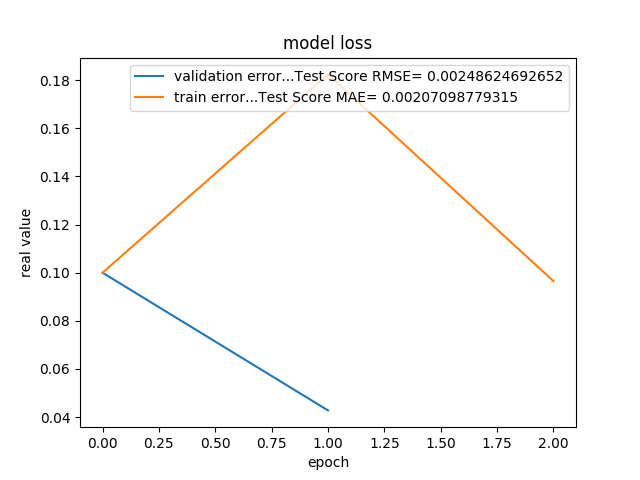 model loss
validation error...Test Score RMSE= 0.00248624692652
train error...Test Score MAE= 0.00207098779315
real value
0.18
0.16
0.14
0.12
0.10
0.08
0.06
0.04
0.00 0.25 0.50 0.75 1.00 1.25 1.50 1.75 2.00
epoch